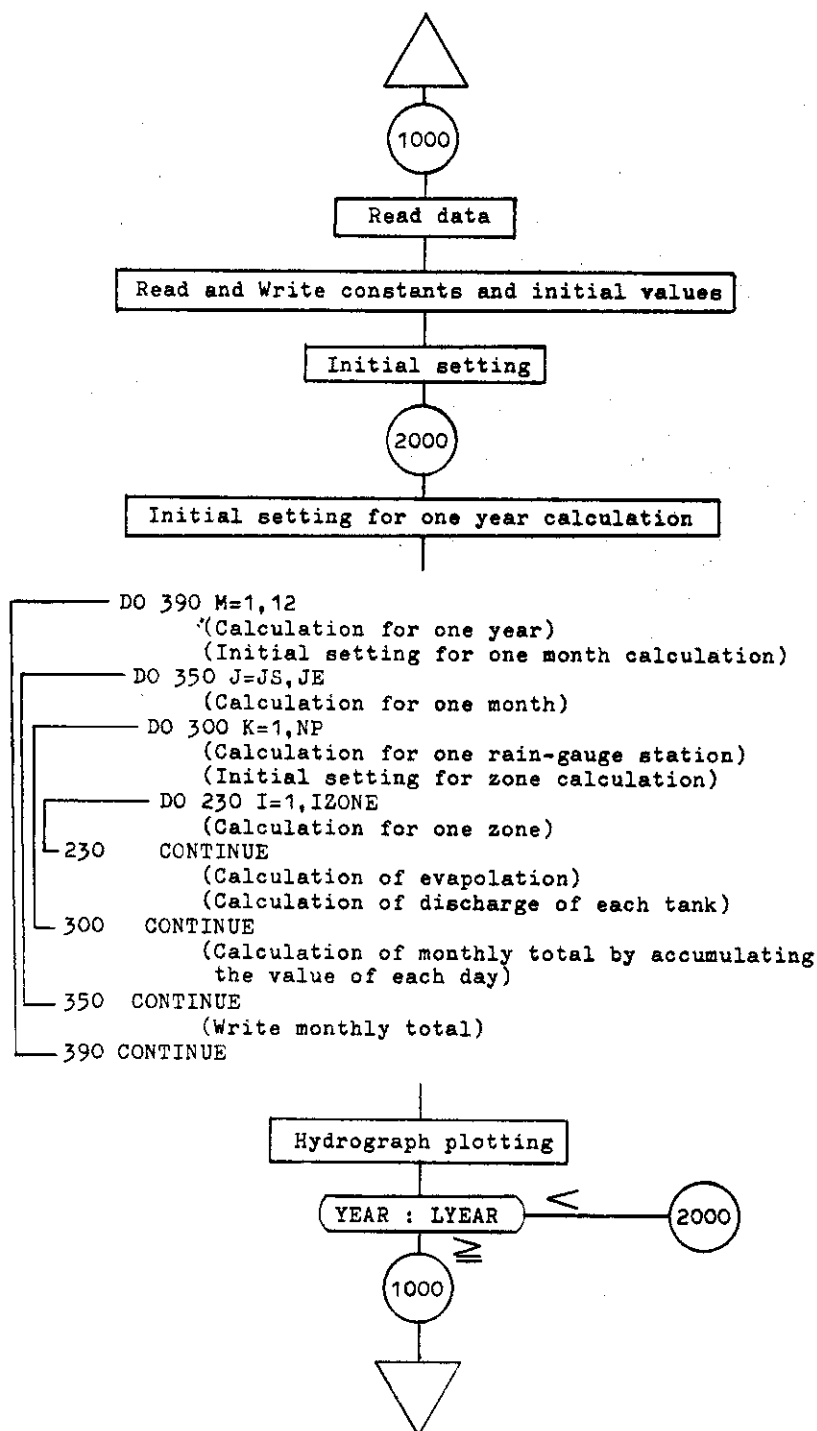 1000
Read data
Read and Write constants and initial values
Initial setting
2000
Initial setting for one year calculation
DO 390 M=1,12
(Calculation for one year)
(Initial setting for one month calculation)
DO 350 J=JS,JE
(Calculation for one month)
DO 300 K=1,NP
(Calculation for one rain-gauge station)
(Initial setting for zone calculation)
DO 230 I=1,IZONE
(Calculation for one zone)
230 CONTINUE
(Calculation of evapolation)
(Calculation of discharge of each tank)
300 CONTINUE
(Calculation of monthly total by accumulating
the value of each day)
350 CONTINUE
(Write monthly total)
390 CONTINUE
Hydrograph plotting
YEAR : LYEAR < 2000
≧
1000